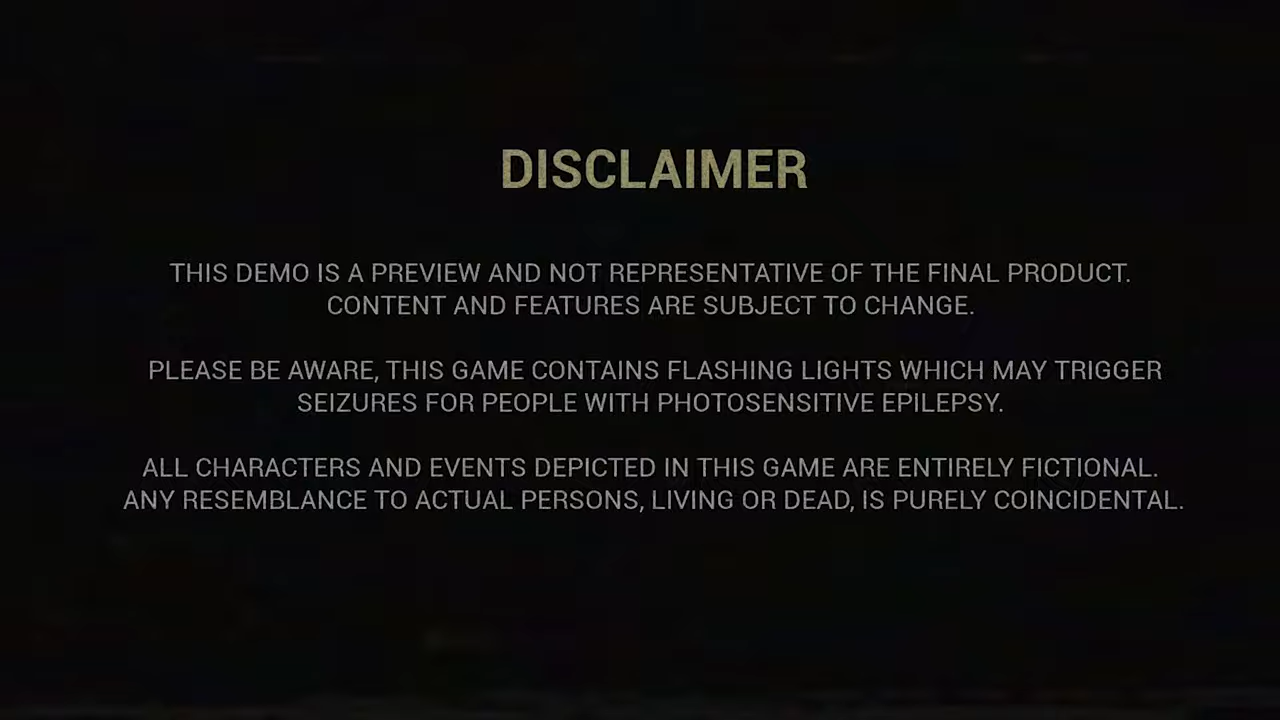 DISCLAIMER
THIS DEMO IS A PREVIEW AND NOT REPRESENTATIVE OF THE FINAL PRODUCT.
CONTENT AND FEATURES ARE SUBJECT TO CHANGE.
PLEASE BE AWARE, THIS GAME CONTAINS FLASHING LIGHTS WHICH MAY TRIGGER
SEIZURES FOR PEOPLE WITH PHOTOSENSITIVE EPILEPSY.
ALL CHARACTERS AND EVENTS DEPICTED IN THIS GAME ARE ENTIRELY FICTIONAL.
ANY RESEMBLANCE TO ACTUAL PERSONS, LIVING OR DEAD, IS PURELY COINCIDENTAL.